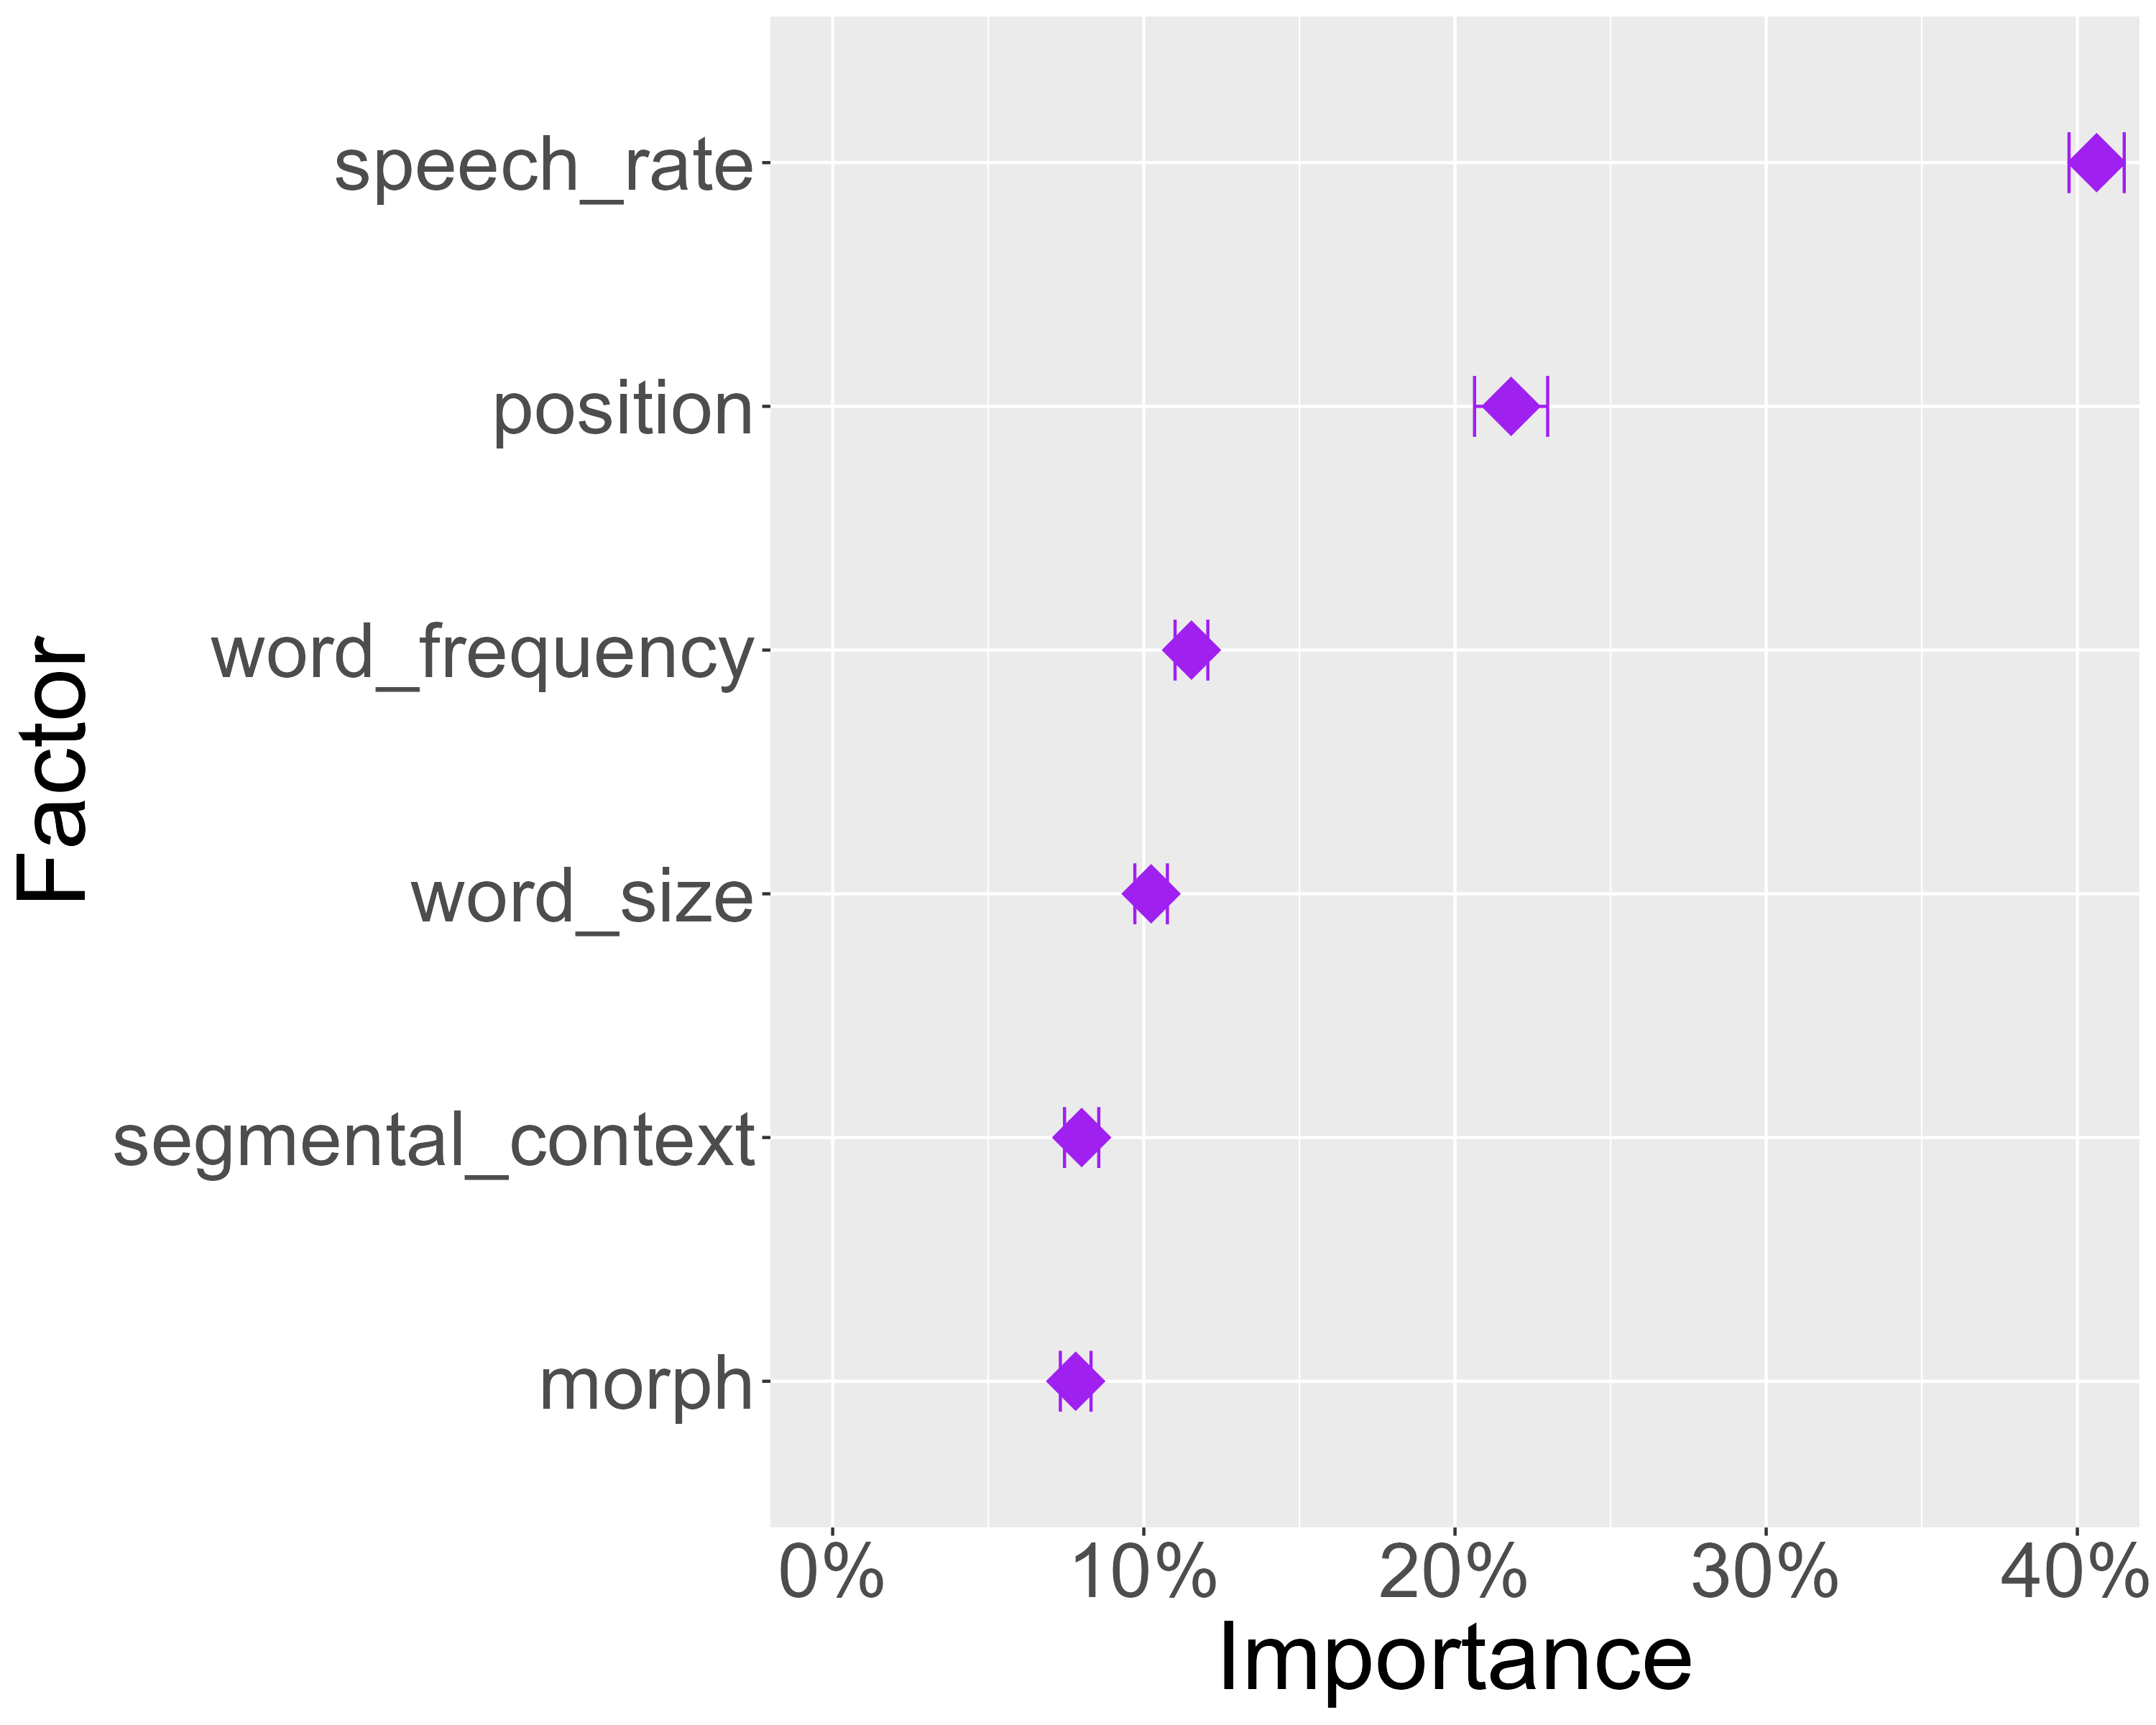 speech_rate
position
word_frequency
word_size
segmental_context
morph
Factor
0% 10% 20% 30% 40%
Importance